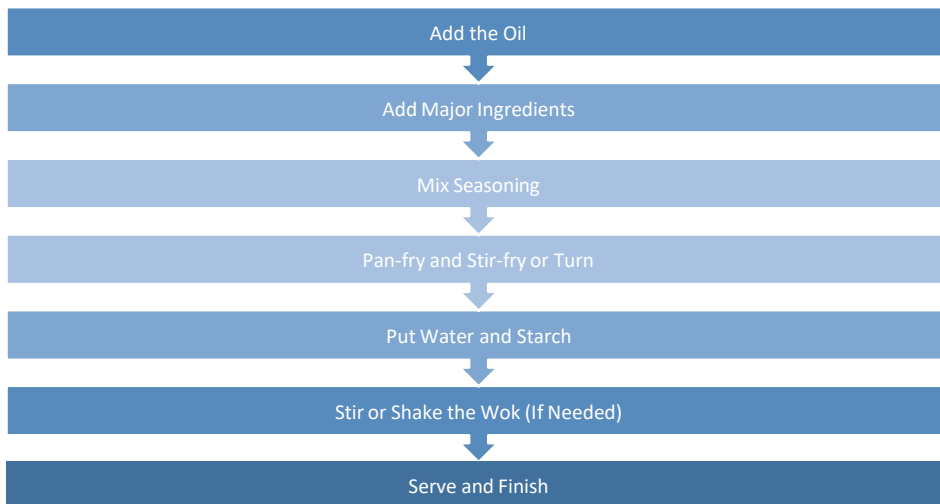 Add the Oil
Add Major Ingredients
Mix Seasoning
Pan-fry and Stir-fry or Turn
Put Water and Starch
Stir or Shake the Wok (If Needed)
Serve and Finish